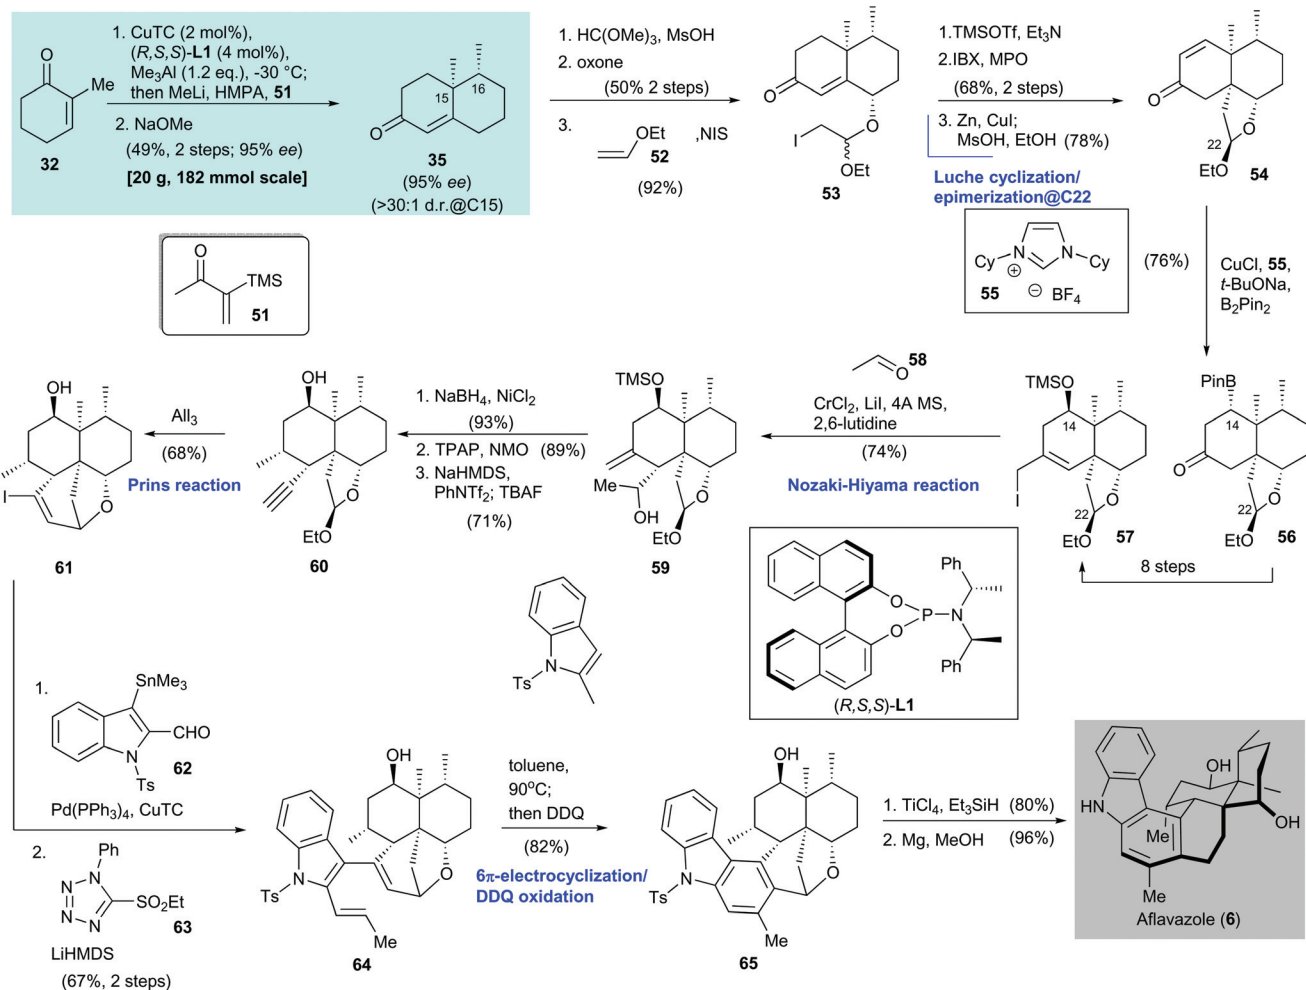 1. CuTC (2 mol%),
(R,S,S)-L1 (4 mol%),
Me3Al (1.2 eq.), -30 °C;
then MeLi, HMPA, 51
2. NaOMe
(49%, 2 steps; 95% ee)
[20 g, 182 mmol scale]
O
Me
32
O
15
16
35
(95% ee)
(>30:1 d.r.@C15)
1. HC(OMe)3, MsOH
2. oxone
(50% 2 steps)
3.
OEt
52
,NIS
(92%)
O
O
I
OEt
53
1.TMSOTf, Et3N
2.IBX, MPO
(68%, 2 steps)
3. Zn, CuI;
MsOH, EtOH (78%)
Luche cyclization/
epimerization@C22
O
O
22
EtO
54
O
TMS
51
Cy
N
N
Cy
⊕
55
⊖
BF4
(76%)
CuCl, 55,
t-BuONa,
B2Pin2
OH
I
O
61
AlI3
(68%)
Prins reaction
OH
O
EtO
60
1. NaBH4, NiCl2
(93%)
2. TPAP, NMO (89%)
3. NaHMDS,
PhNTf2; TBAF
(71%)
TMSO
Me
OH
O
EtO
59
58
O
CrCl2, LiI, 4A MS,
2,6-lutidine
(74%)
Nozaki-Hiyama reaction
TMSO
14
I
O
22
EtO
57
PinB
14
O
O
22
EtO
56
8 steps
Ph
O
P
N
O
Ph
(R,S,S)-L1
N
Ts
1.
SnMe3
CHO
N
Ts
62
Pd(PPh3)4, CuTC
2.
Ph
N
N
N
N
SO2Et
63
LiHMDS
(67%, 2 steps)
OH
O
Ts
N
Me
64
toluene,
90°C;
then DDQ
(82%)
6π-electrocyclization/
DDQ oxidation
OH
O
Ts
N
Me
65
1. TiCl4, Et3SiH (80%)
2. Mg, MeOH (96%)
OH
HN
Me
OH
Me
Aflavazole (6)